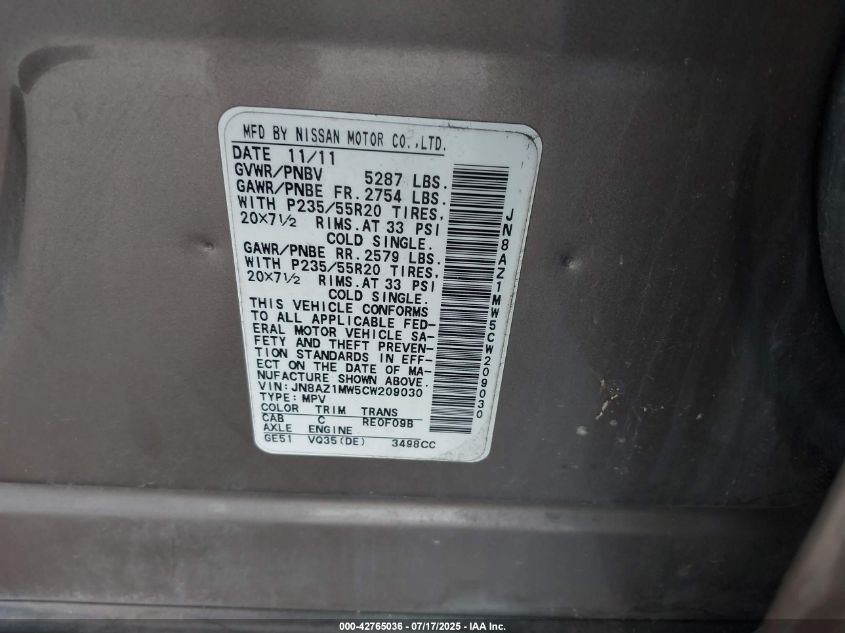 MFD BY NISSAN MOTOR CO.,LTD.
DATE 11/11
GVWR/PNBV 5287 LBS.
GAWR/PNBE FR. 2754 LBS.
WITH P235/55R20 TIRES,
20×7½ RIMS. AT 33 PSI
COLD SINGLE.
GAWR/PNBE RR. 2579 LBS.
WITH P235/55R20 TIRES,
20×7½ RIMS. AT 33 PSI
COLD SINGLE.
THIS VEHICLE CONFORMS
TO ALL APPLICABLE FED-
ERAL MOTOR VEHICLE SA-
FETY AND THEFT PREVEN-
TION STANDARDS IN EFF-
ECT ON THE DATE OF MA-
NUFACTURE SHOWN ABOVE.
VIN: JN8AZ1MW5CW209030
TYPE: MPV
COLOR TRIM TRANS
CAB C RE0F09B
AXLE ENGINE
GE51 VQ35(DE) 3498CC
JN8AZ1MW5CW209030
000-42765036 - 07/17/2025 - IAA Inc.